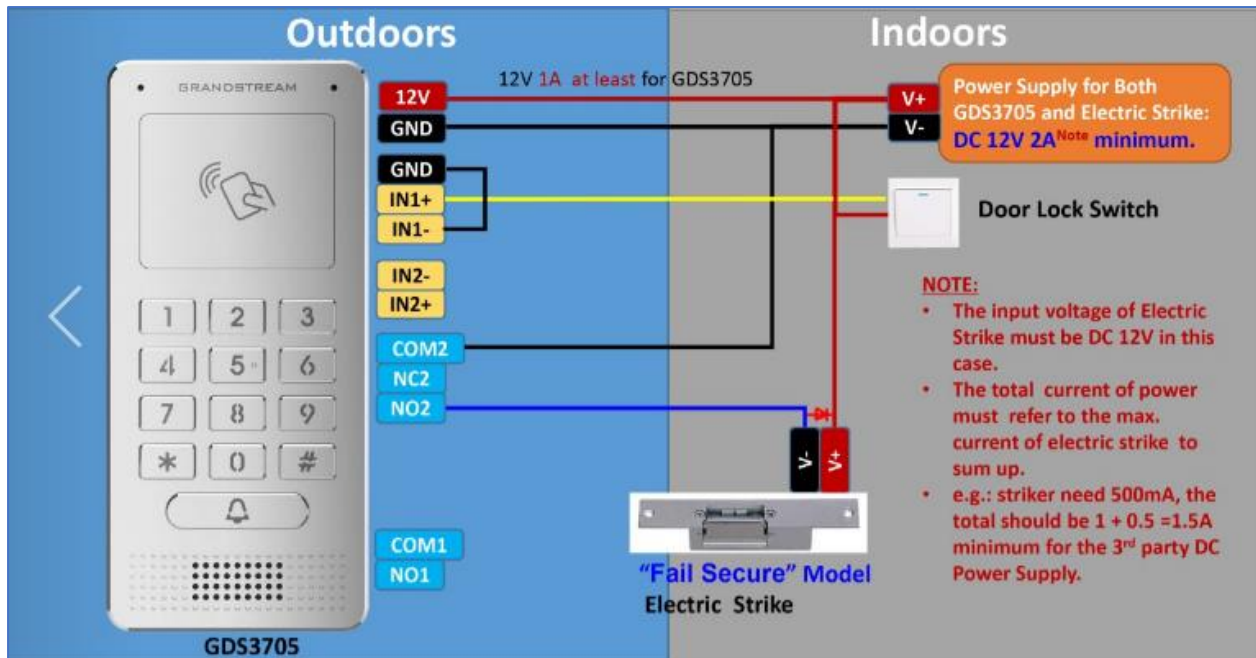 Outdoors
Indoors
GRANDSTREAM
12V 1A at least for GDS3705
12V
GND
GND
IN1+
IN1-
IN2-
IN2+
COM2
NC2
NO2
COM1
NO1
1 2 3
4 5 6
7 8 9
* 0 #
GDS3705
V+
V-
Power Supply for Both
GDS3705 and Electric Strike:
DC 12V 2ANote minimum.
Door Lock Switch
V-
V+
“Fail Secure” Model
Electric Strike
NOTE:
• The input voltage of Electric
Strike must be DC 12V in this
case.
• The total current of power
must refer to the max.
current of electric strike to
sum up.
• e.g.: striker need 500mA, the
total should be 1 + 0.5 =1.5A
minimum for the 3rd party DC
Power Supply.